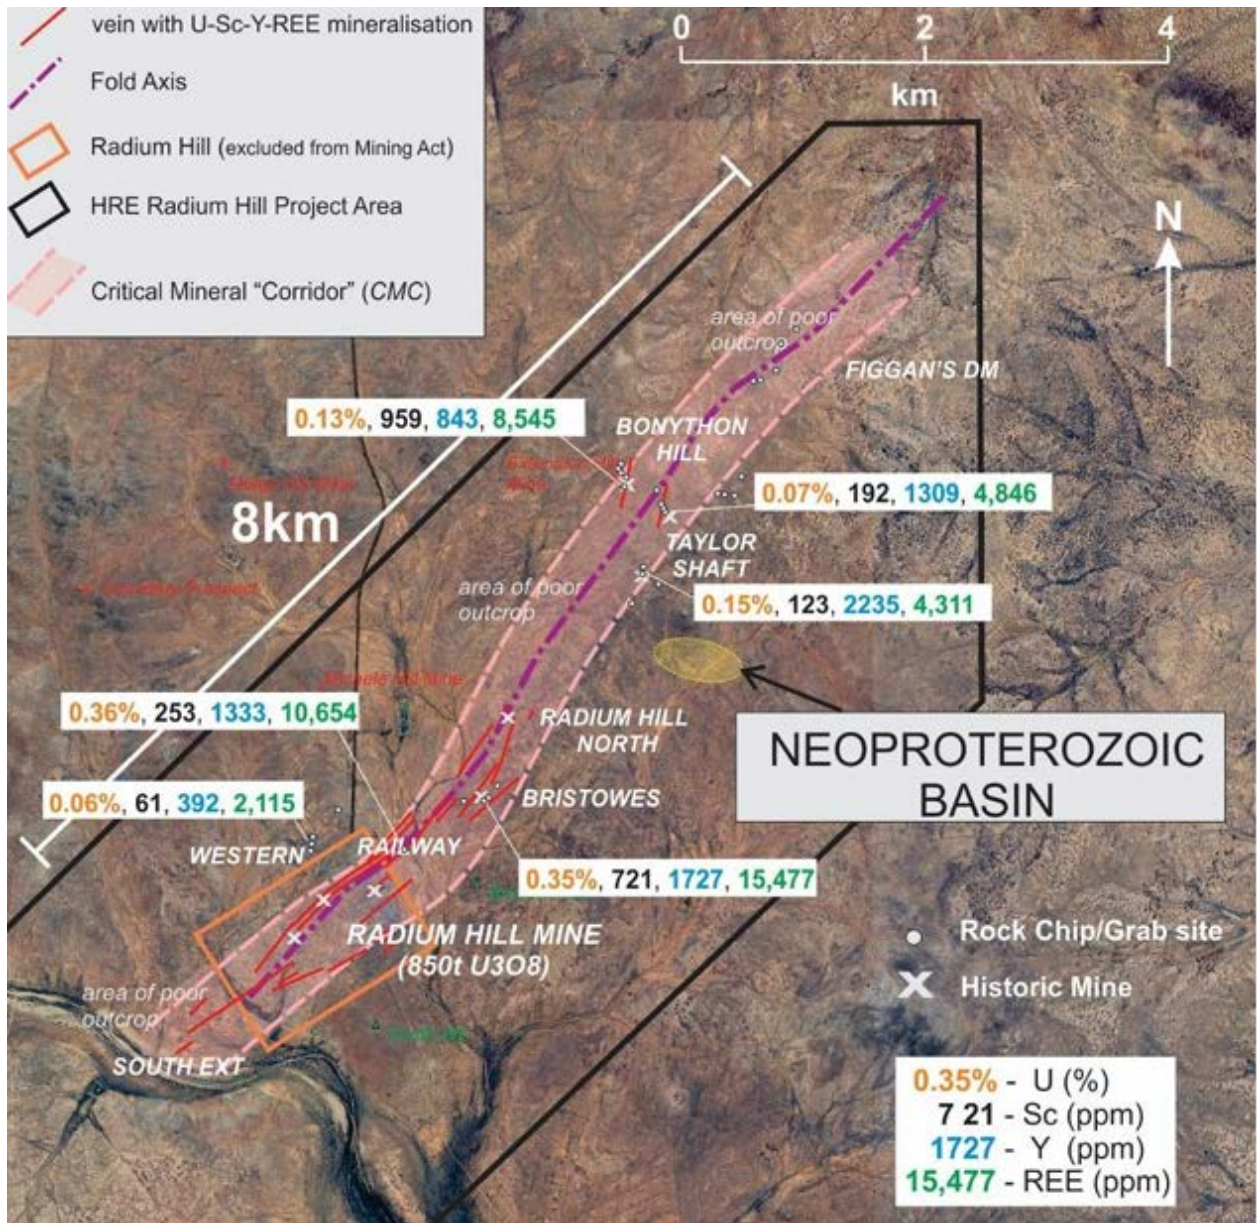 vein with U-Sc-Y-REE mineralisation
Fold Axis
Radium Hill (excluded from Mining Act)
HRE Radium Hill Project Area
Critical Mineral "Corridor" (CMC)
0 2 4
km
N
area of poor
outcrop
FIGGAN'S DM
0.13%, 959, 843, 8,545
BONYTHON
HILL
8km
0.07%, 192, 1309, 4,846
TAYLOR
SHAFT
area of poor
outcrop
0.15%, 123, 2235, 4,311
0.36%, 253, 1333, 10,654
RADIUM HILL
NORTH
NEOPROTEROZOIC
BASIN
0.06%, 61, 392, 2,115
BRISTOWES
WESTERN
RAILWAY
0.35%, 721, 1727, 15,477
RADIUM HILL MINE
(850t U3O8)
Rock Chip/Grab site
Historic Mine
area of poor
outcrop
SOUTH EXT
0.35% - U (%)
7 21 - Sc (ppm)
1727 - Y (ppm)
15,477 - REE (ppm)